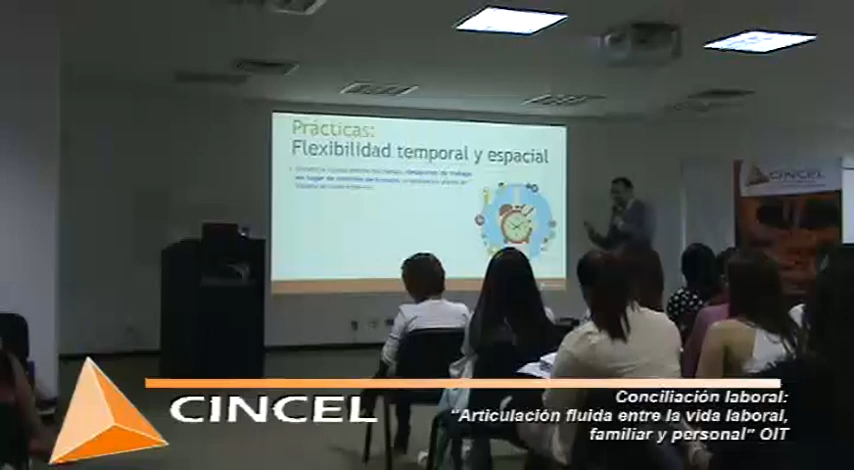 Prácticas:
Flexibilidad temporal y espacial
CINCEL
CINCEL
Conciliación laboral:
"Articulación fluida entre la vida laboral,
familiar y personal" OIT